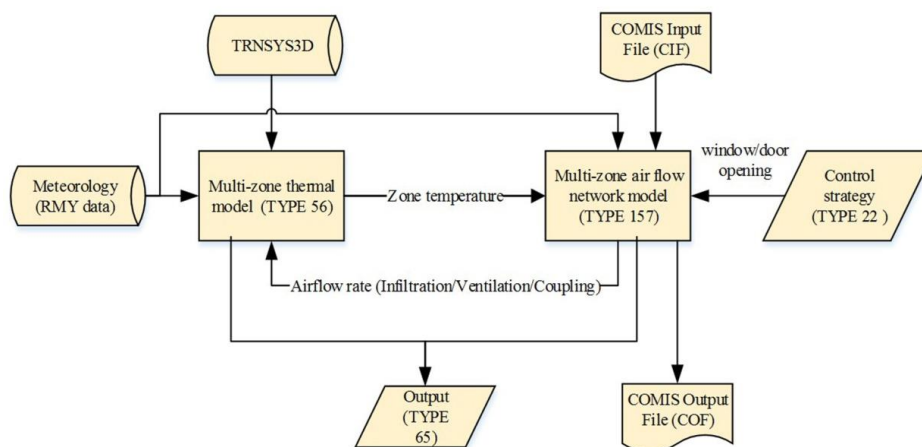 TRNSYS3D
COMIS Input
File (CIF)
window/door
opening
Meteorology
(RMY data)
Multi-zone thermal
model (TYPE 56)
Zone temperature
Multi-zone air flow
network model
(TYPE 157)
Control
strategy
(TYPE 22 )
Airflow rate (Infiltration/Ventilation/Coupling)
Output
(TYPE
65)
COMIS Output
File (COF)